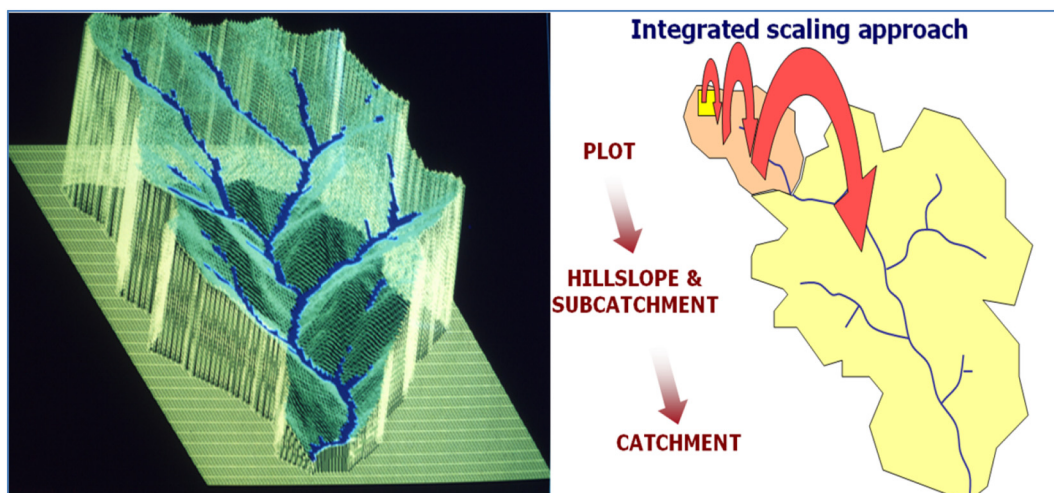 Integrated scaling approach
PLOT
HILLSLOPE &
SUBCATCHMENT
CATCHMENT